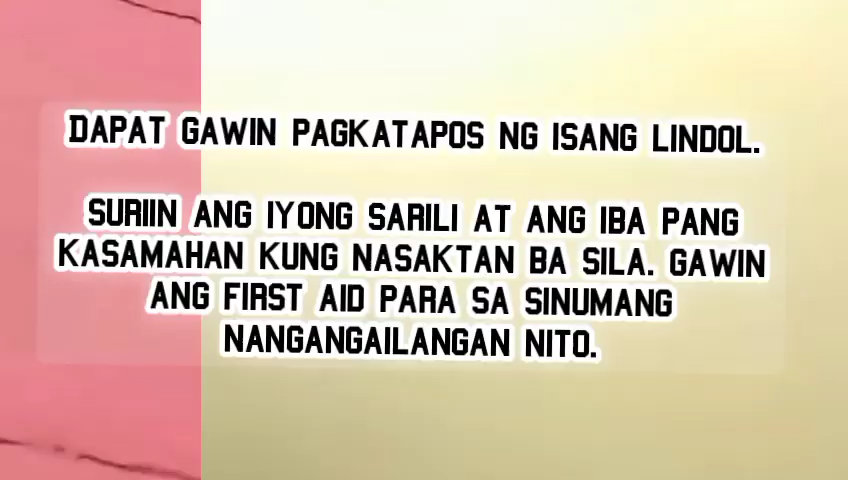 DAPAT GAWIN PAGKATAPOS NG ISANG LINDOL.
SURIIN ANG IYONG SARILI AT ANG IBA PANG
KASAMAHAN KUNG NASAKTAN BA SILA. GAWIN
ANG FIRST AID PARA SA SINUMANG
NANGANGAILANGAN NITO.